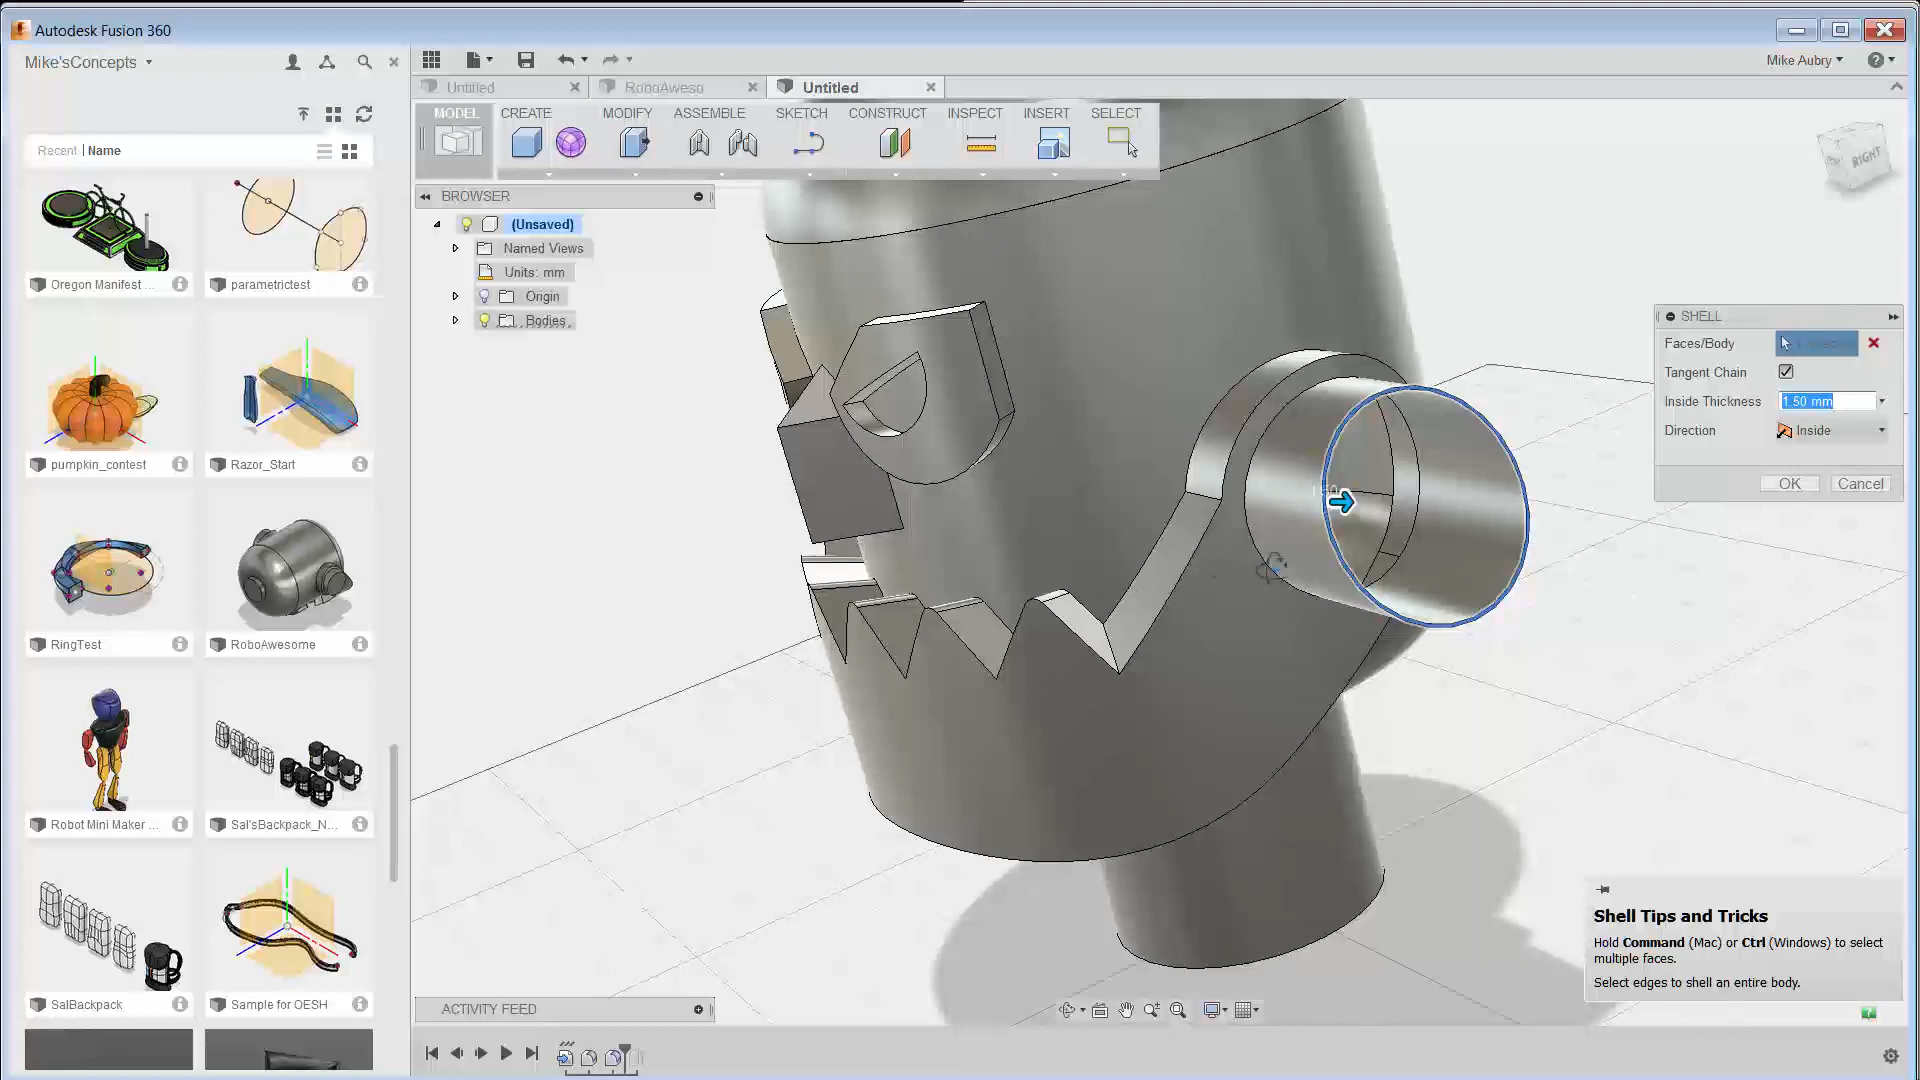 Autodesk Fusion 360
Mike'sConcepts
Mike Aubry
Untitled
RoboAweso
Untitled
MODEL
CREATE
MODIFY
ASSEMBLE
SKETCH
CONSTRUCT
INSPECT
INSERT
SELECT
Recent | Name
BROWSER
(Unsaved)
Named Views
Units: mm
Origin
Bodies
RIGHT
Oregon Manifest ...
parametrictest
pumpkin_contest
Razor_Start
RingTest
RoboAwesome
Robot Mini Maker ...
Sal'sBackpack_N...
SalBackpack
Sample for OESH
SHELL
Faces/Body
Tangent Chain
Inside Thickness
1.50 mm
Direction
Inside
OK
Cancel
Shell Tips and Tricks
Hold Command (Mac) or Ctrl (Windows) to select
multiple faces.
Select edges to shell an entire body.
ACTIVITY FEED